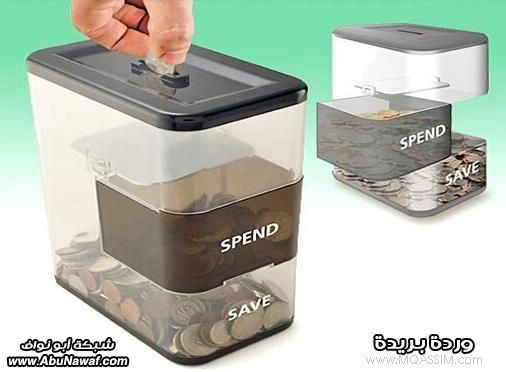 SPEND
SAVE
SPEND
SAVE
شبكة أبو نواف
www.AbuNawaf.com
وردة بريدة
WWW.MQASSIM.COM